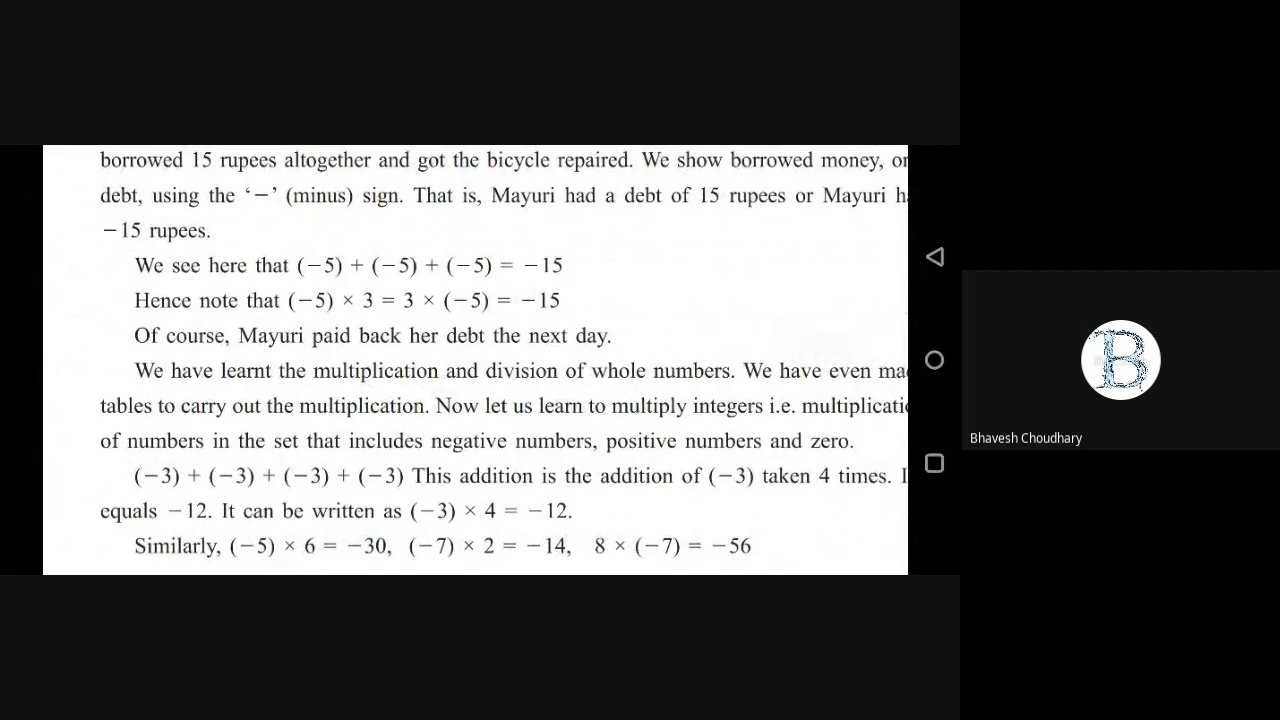 borrowed 15 rupees altogether and got the bicycle repaired. We show borrowed money, or
debt, using the ‘−’ (minus) sign. That is, Mayuri had a debt of 15 rupees or Mayuri
−15 rupees.
We see here that (−5) + (−5) + (−5) = −15
Hence note that (−5) × 3 = 3 × (−5) = −15
Of course, Mayuri paid back her debt the next day.
We have learnt the multiplication and division of whole numbers. We have even
tables to carry out the multiplication. Now let us learn to multiply integers i.e.
of numbers in the set that includes negative numbers, positive numbers and zero.
(−3) + (−3) + (−3) + (−3) This addition is the addition of (−3) taken 4 times.
equals −12. It can be written as (−3) × 4 = −12.
Similarly, (−5) × 6 = −30, (−7) × 2 = −14, 8 × (−7) = −56
B
Bhavesh Choudhary